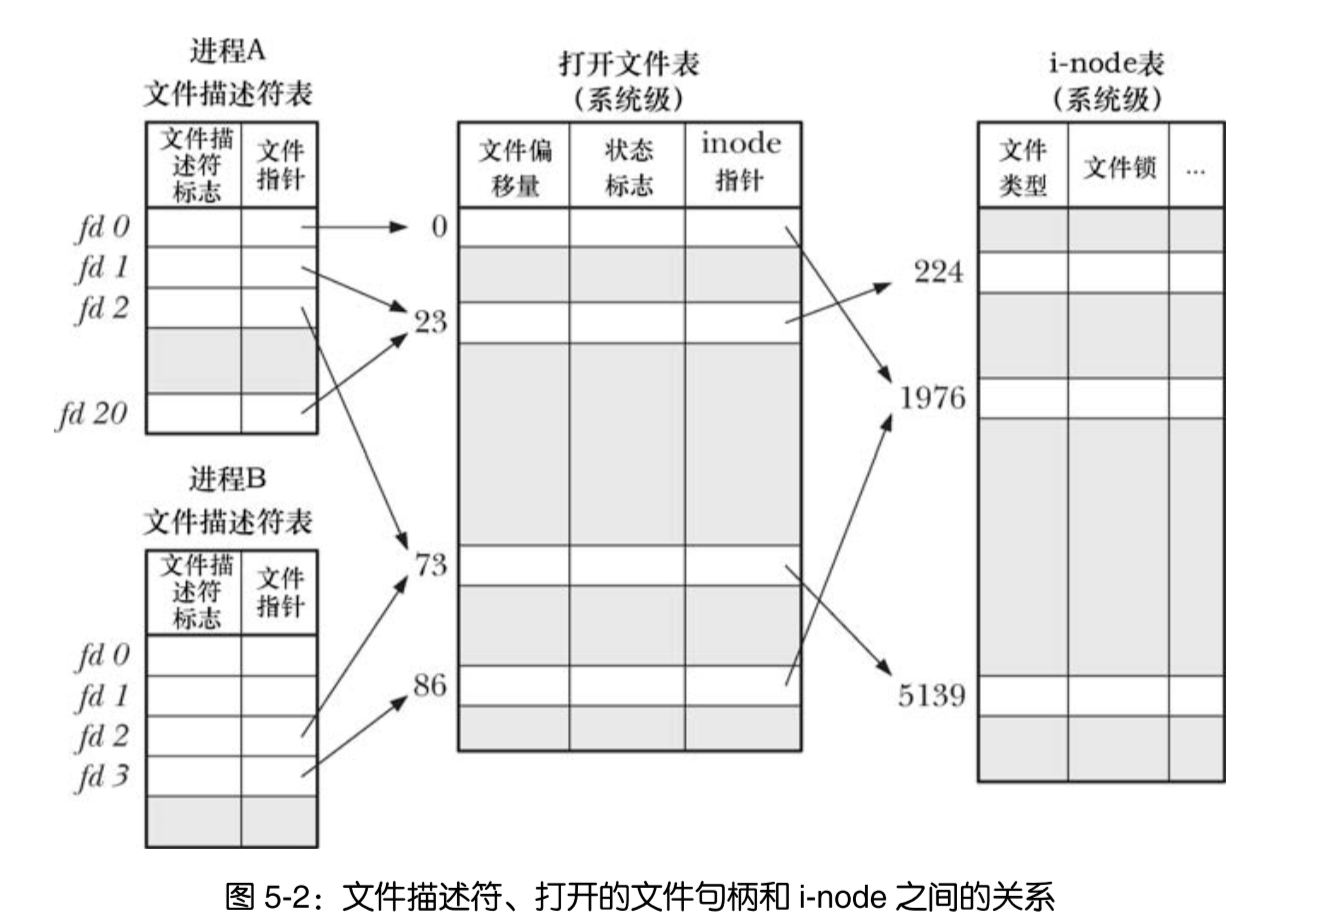 进程A
文件描述符表
文件描
述符
标志
文件
指针
fd 0
fd 1
fd 2
fd 20
进程B
文件描述符表
文件描
述符
标志
文件
指针
fd 0
fd 1
fd 2
fd 3
打开文件表
（系统级）
文件偏
移量
状态
标志
inode
指针
0
23
73
86
i-node表
（系统级）
文件
类型
文件锁
...
224
1976
5139
图 5-2：文件描述符、打开的文件句柄和 i-node 之间的关系